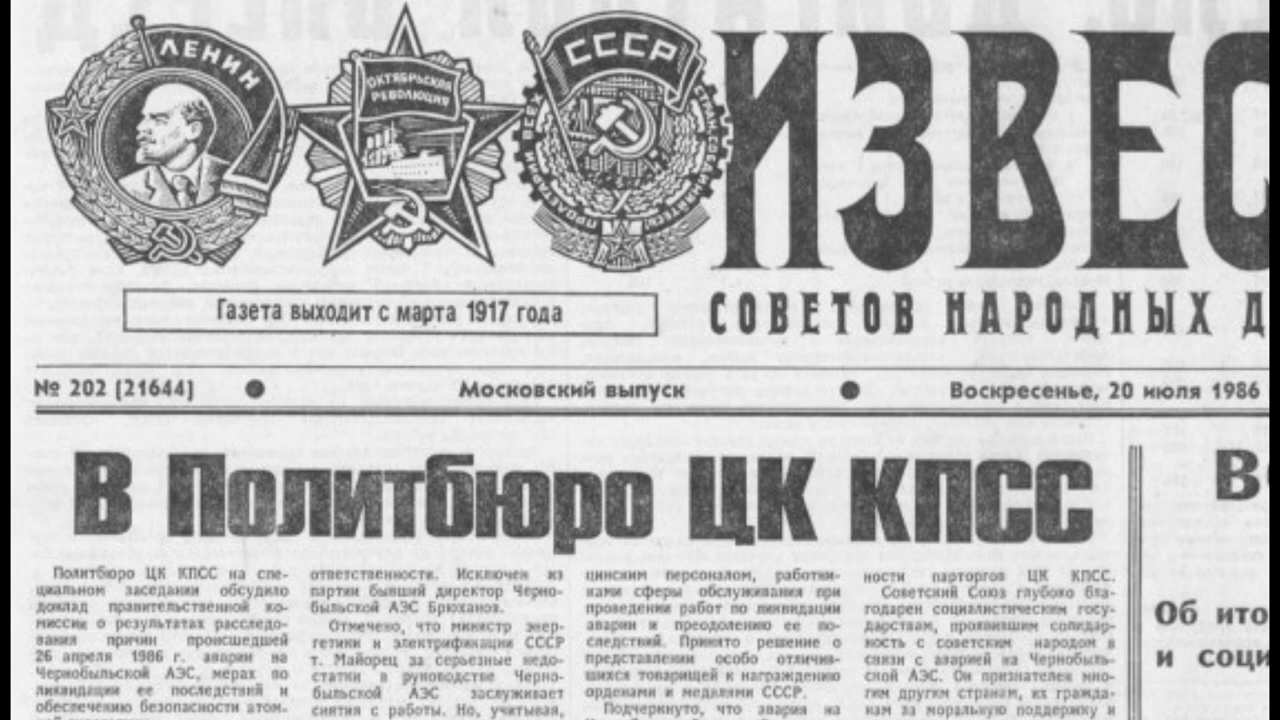 ЛЕНИН
ОКТЯБРЬСКАЯ
РЕВОЛЮЦИЯ
СССР
ИЗВЕС
Газета выходит с марта 1917 года
СОВЕТОВ НАРОДНЫХ Д
№ 202 [21644] ● Московский выпуск ● Воскресенье, 20 июля 1986
В Политбюро ЦК КПСС
Политбюро ЦК КПСС на спе-
циальном заседании обсудило
доклад правительственной ко-
миссии о результатах расследо-
вания причин происшедшей
26 апреля 1986 г. аварии на
Чернобыльской АЭС, мерах по
ликвидации ее последствий и
обеспечению безопасности атом-
ответственности. Исключен из
партии бывший директор Черно-
быльской АЭС Брюханов.
Отмечено, что министр энер-
гетики и электрификации СССР
т. Майорец за серьезные недо-
статки в руководстве Черно-
быльской АЭС заслуживает
снятия с работы. Но, учитывая,
цинским персоналом, работни-
ками сферы обслуживания при
проведении работ по ликвидации
аварии и преодолению ее по-
следствий. Принято решение о
представлении особо отличив-
шихся товарищей к награждению
орденами и медалями СССР.
Подчеркнуто, что авария на
ности парторгов ЦК КПСС.
Советский Союз глубоко бла-
годарен социалистическим госу-
дарствам, проявившим солидар-
ность с советским народом в
связи с аварией на Чернобыль-
ской АЭС. Он признателен мно-
гим другим странам, их гражда-
нам за моральную поддержку и
Об ито
и соци